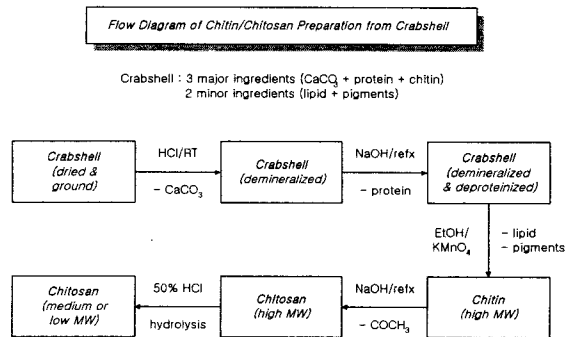 Flow Diagram of Chitin/Chitosan Preparation from Crabshell
Crabshell : 3 major ingredients (CaCO₃ + protein + chitin)
2 minor ingredients (lipid + pigments)
Crabshell
(dried &
ground)
HCl/RT
– CaCO₃
Crabshell
(demineralized)
NaOH/refx
– protein
Crabshell
(demineralized
& deproteinized)
EtOH/
KMnO₄
– lipid
– pigments
Chitin
(high MW)
NaOH/refx
– COCH₃
Chitosan
(high MW)
50% HCl
hydrolysis
Chitosan
(medium or
low MW)